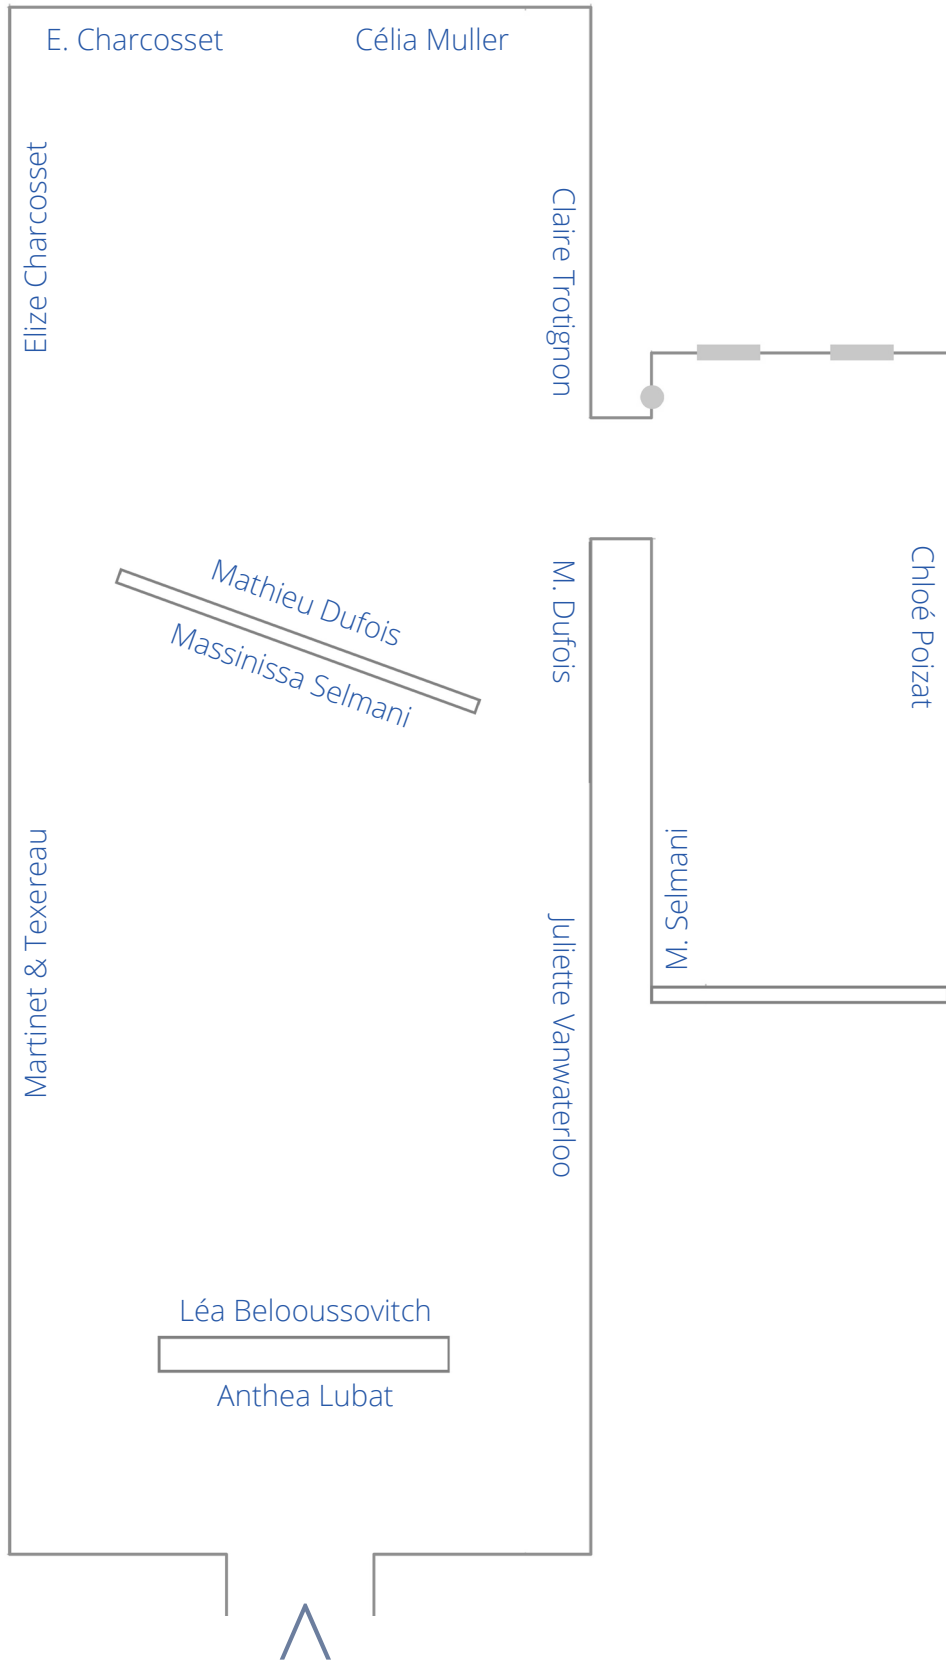 E. Charcosset
Célia Muller
Elize Charcosset
Claire Trotignon
Mathieu Dufois
Massinissa Selmani
M. Dufois
Chloé Poizat
Martinet & Texereau
M. Selmani
Juliette Vanwaterloo
Léa Belooussovitch
Anthea Lubat